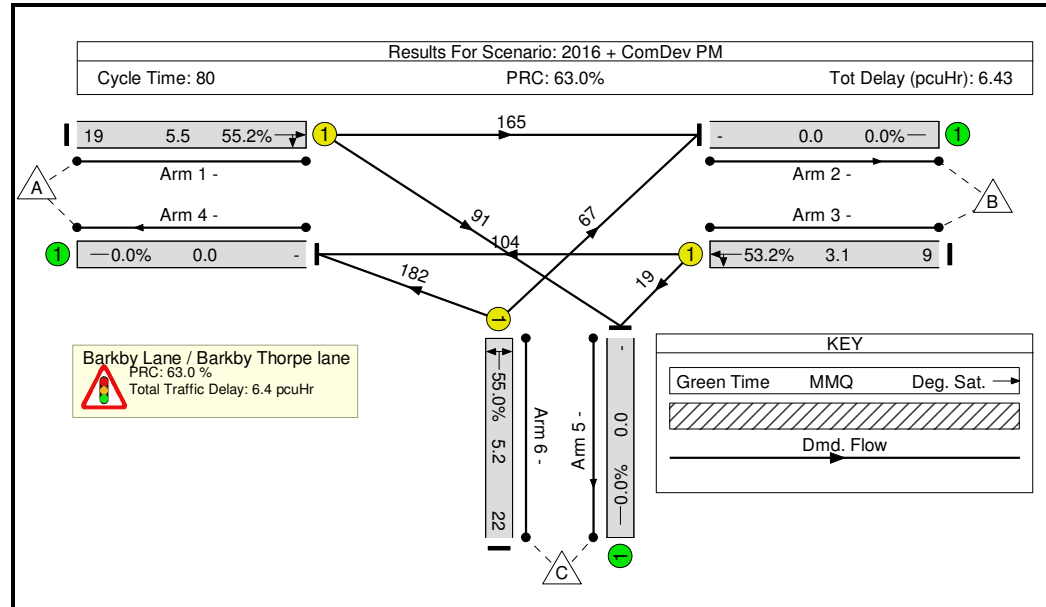 Results For Scenario: 2016 + ComDev PM
Cycle Time: 80 PRC: 63.0% Tot Delay (pcuHr): 6.43
19 5.5 55.2%
1
165
- 0.0 0.0%
1
Arm 1 -
Arm 2 -
A
B
91
67
Arm 4 -
Arm 3 -
1
0.0% 0.0 -
104
1
53.2% 3.1 9
182
19
1
Barkby Lane / Barkby Thorpe lane
PRC: 63.0 %
Total Traffic Delay: 6.4 pcuHr
55.0% 5.2 22
Arm 6 -
Arm 5 -
- 0.0 0.0%
1
C
KEY
Green Time MMQ Deg. Sat.
Dmd. Flow